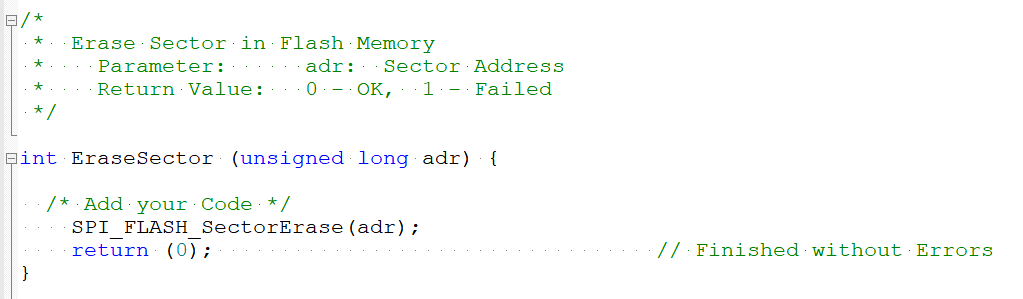 /*
 *  Erase Sector in Flash Memory
 *    Parameter:      adr:  Sector Address
 *    Return Value:   0 - OK,  1 - Failed
 */
int EraseSector (unsigned long adr) {
  /* Add your Code */
    SPI_FLASH_SectorErase(adr);
    return (0);                                  // Finished without Errors
}